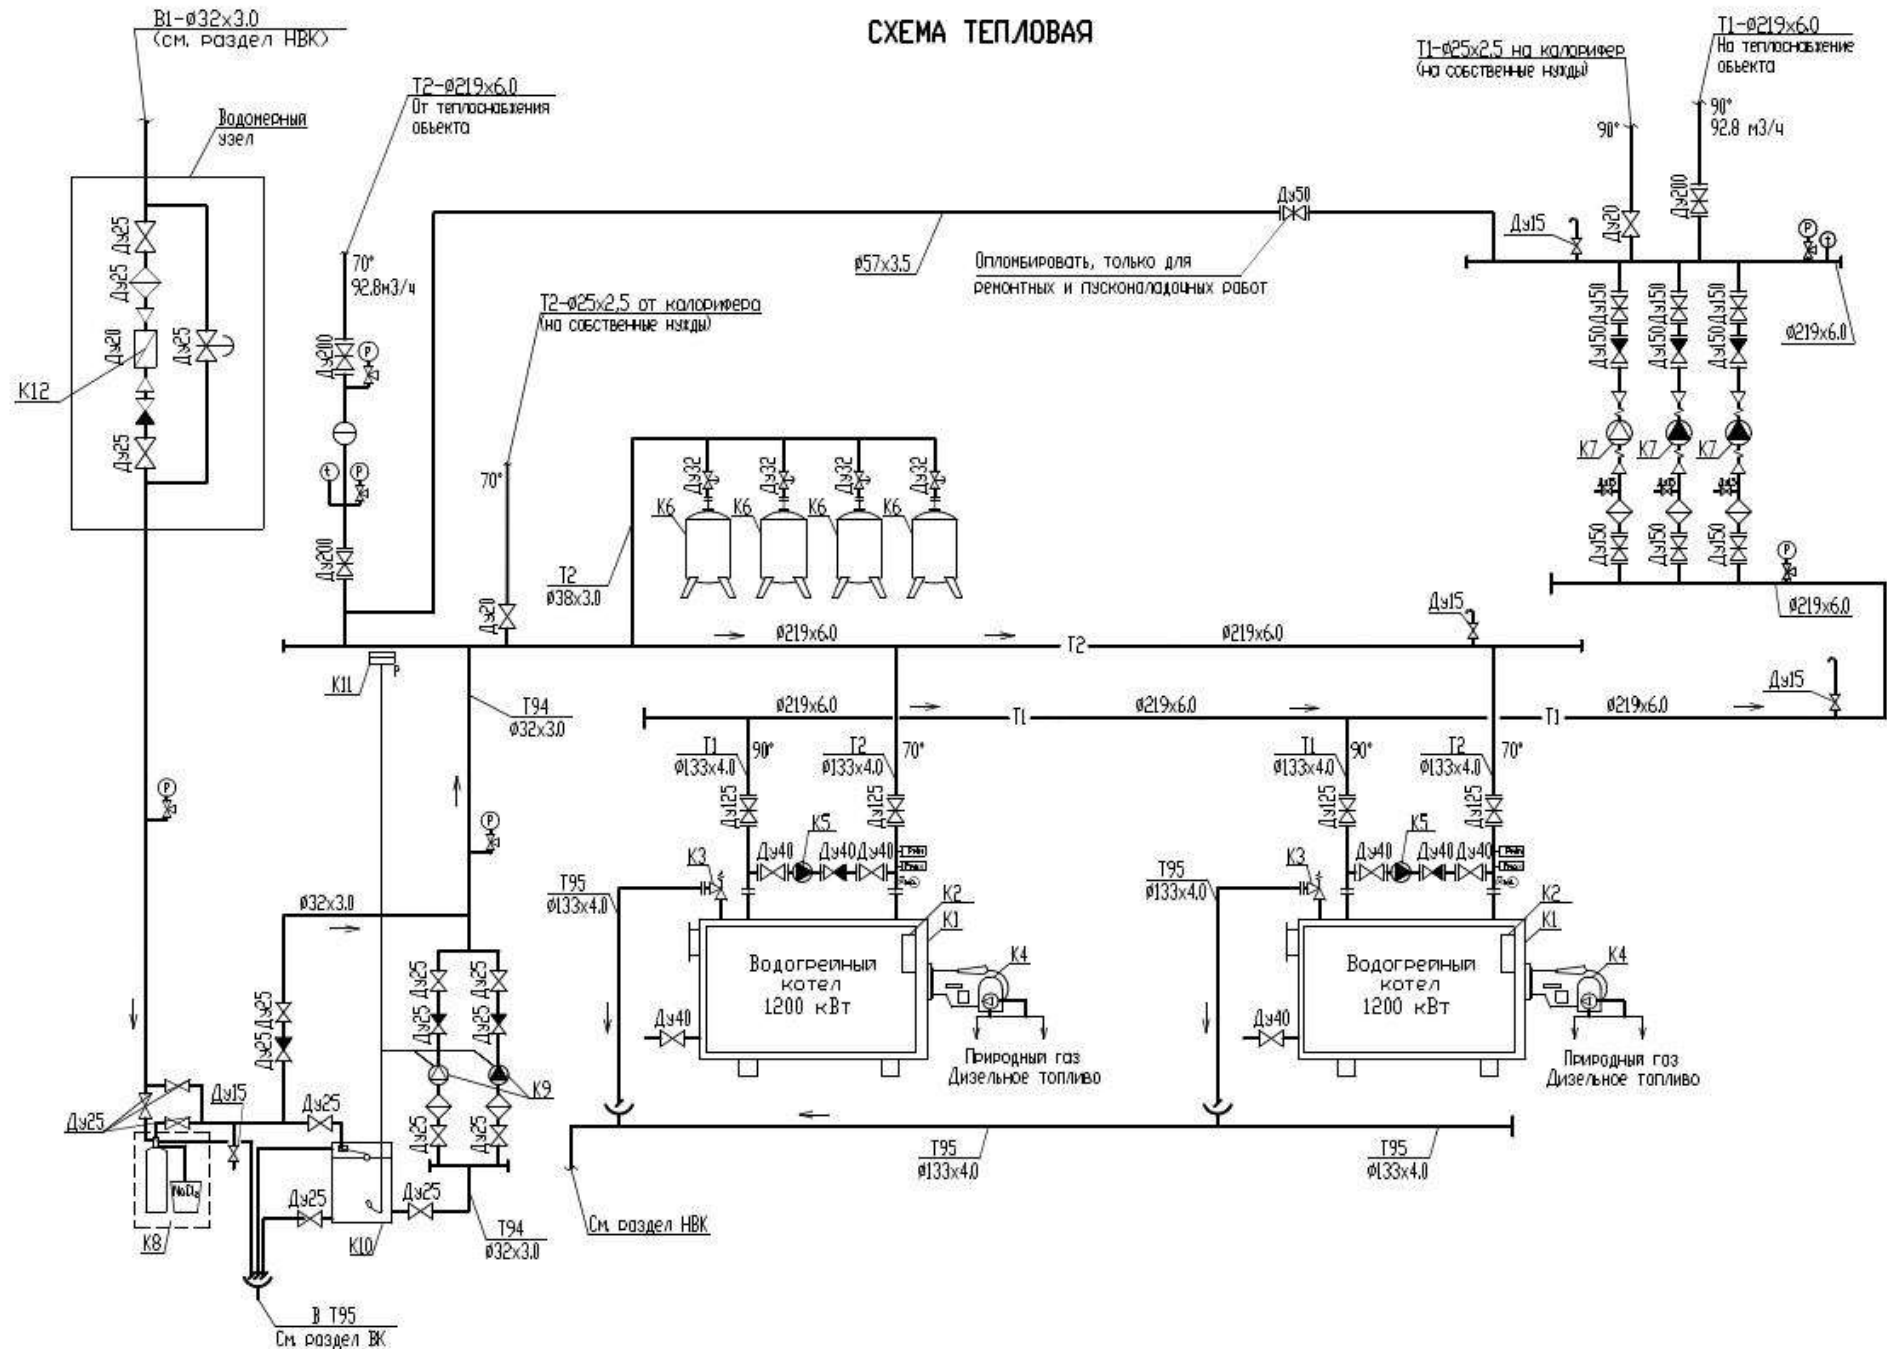 СХЕМА ТЕПЛОВАЯ
В1-Ø32х3.0
(см. раздел НВК)
Водомерный
узел
Ду25
Ду25
Ду20
Ду25
К12
Ду25
Т2-Ø219х6.0
От теплоснабжения
объекта
70°
92.8м3/ч
Ду200
P
t
P
Ду200
Т2-Ø25х2,5 от калорифера
(на собственные нужды)
70°
Ду20
Ø57х3.5
Ду50
Опломбировать, только для
ремонтных и пусконаладочных работ
Т1-Ø25х2,5 на калорифер
(на собственные нужды)
90°
Т1-Ø219х6.0
На теплоснабжение
объекта
90°
92.8 м3/ч
Ду15
Ду20
Ду200
P
t
Ø219х6.0
Ду150
Ду150
Ду150
Ду150
Ду150
Ду150
К7
К7
К7
Ду15
Ду15
Ду15
Ду150
Ду150
Ду150
P
Ø219х6.0
Ду32
Ду32
Ду32
Ду32
К6
К6
К6
К6
Т2
Ø38х3.0
Ø219х6.0
Т2
Ø219х6.0
Ду15
К11
P
Т94
Ø32х3.0
Ø219х6.0
Т1
Ø219х6.0
Т1
Ø219х6.0
Ду15
Т1
Ø133х4.0
90°
Т2
Ø133х4.0
70°
Т1
Ø133х4.0
90°
Т2
Ø133х4.0
70°
Ду125
Ду125
Ду125
Ду125
P
P
К3
К5
Ду40
Ду40
Ду40
К3
К5
Ду40
Ду40
Ду40
Т95
Ø133х4.0
К2
К1
Т95
Ø133х4.0
К2
К1
Ø32х3.0
Водогрейный
котел
1200 кВт
К4
Водогрейный
котел
1200 кВт
К4
Ду25
Ду25
Ду25
Ду25
Ду25
Ду25
Ду40
Ду40
Природный газ
Дизельное топливо
Природный газ
Дизельное топливо
К9
Ду25
Ду15
Ду25
Ду25
Ду25
Т95
Ø133х4.0
Т95
Ø133х4.0
К8
Ду25
К10
Ду25
Т94
Ø32х3.0
См. раздел НВК
В Т95
См. раздел ВК